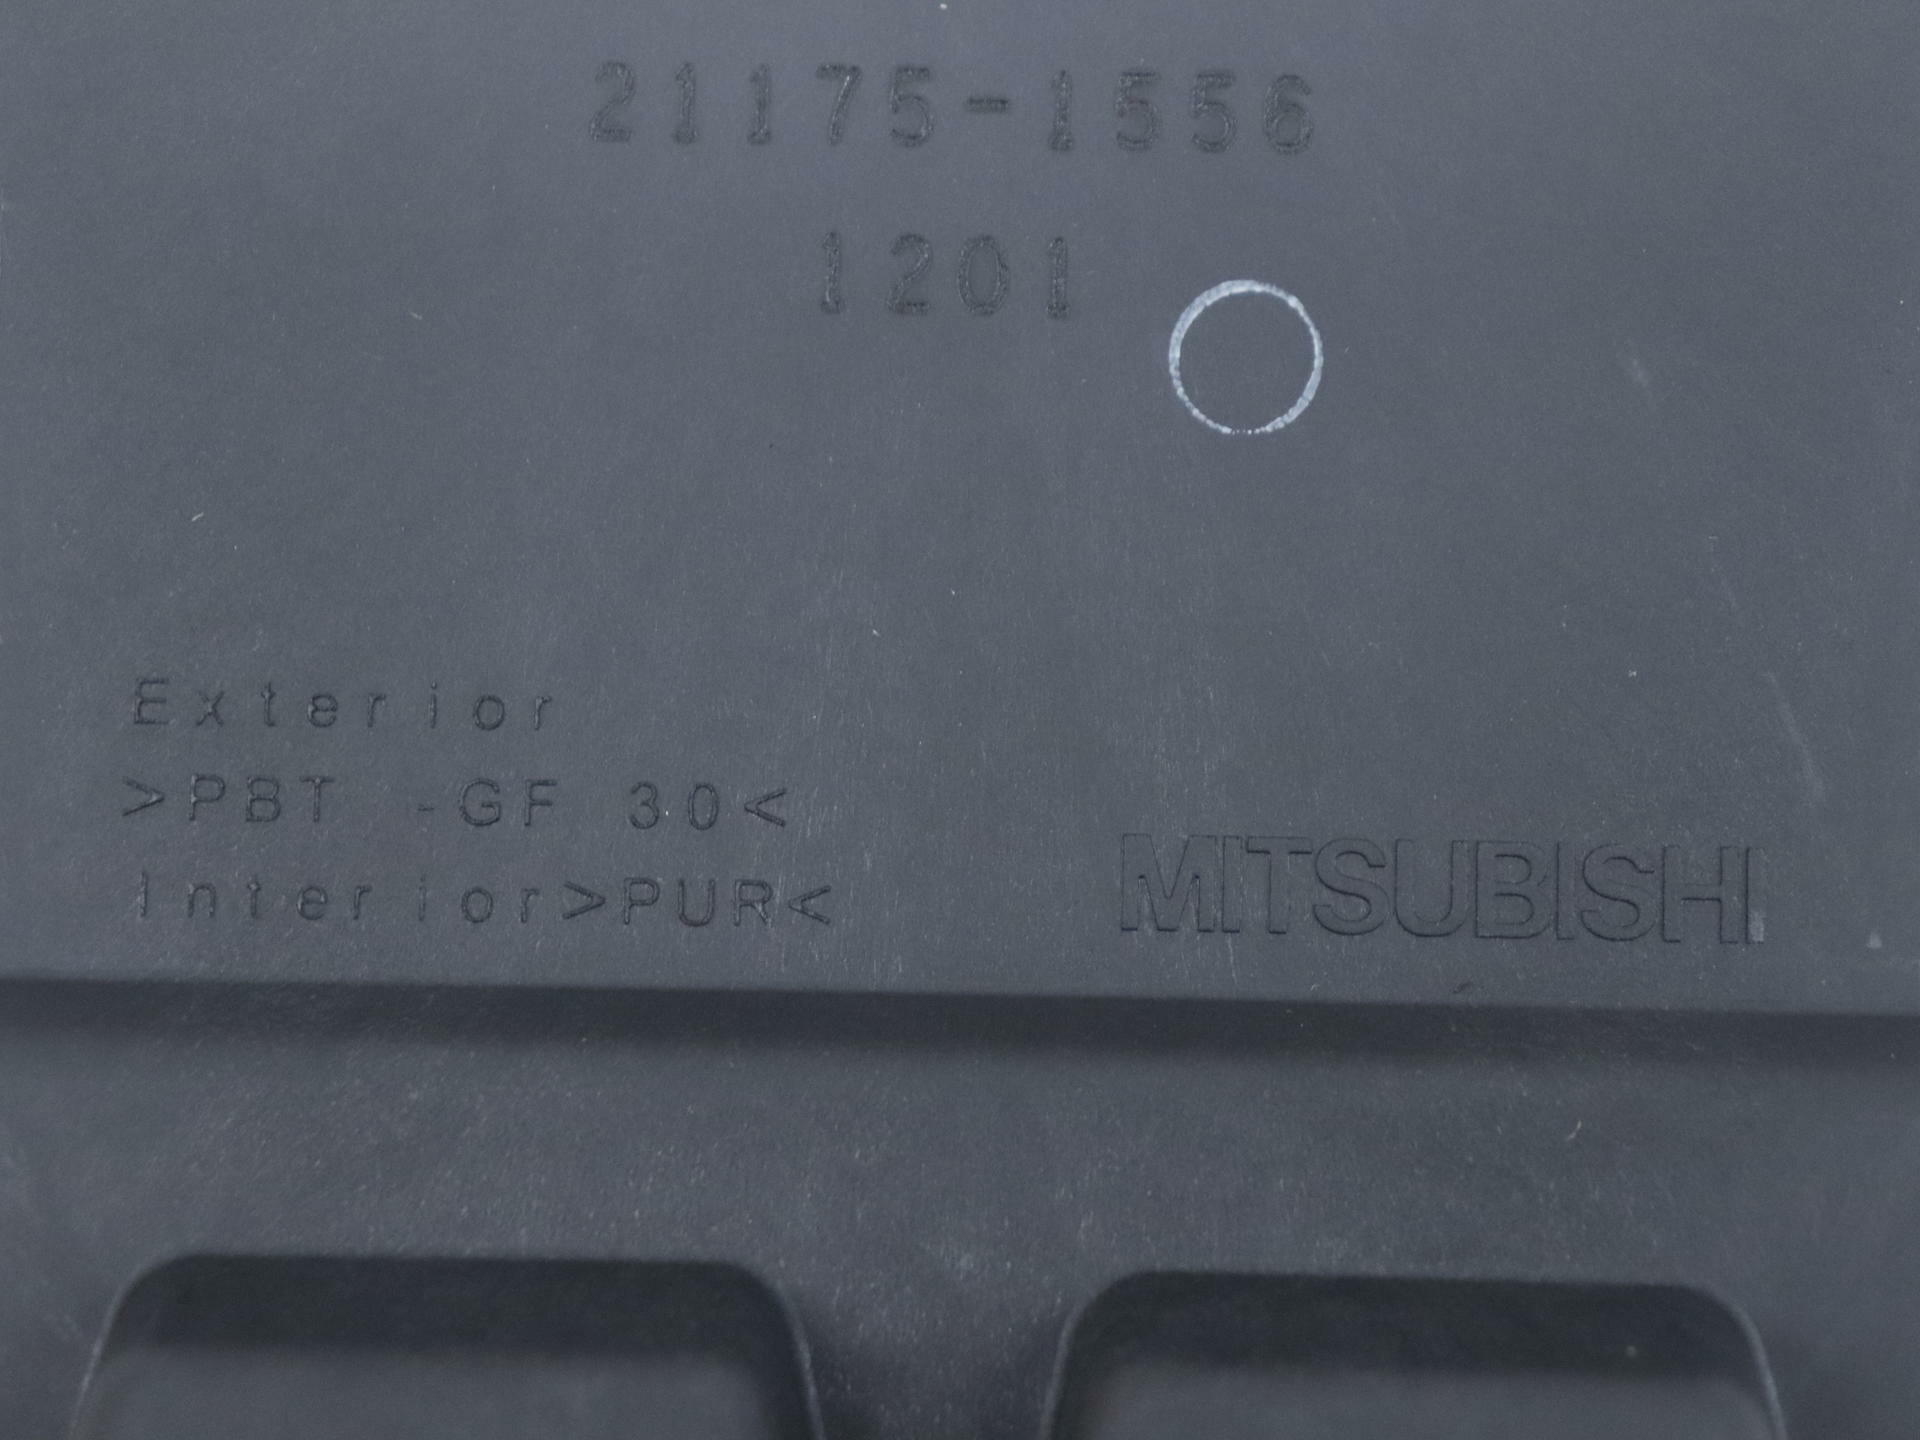 21175-1556
1201
Exterior
>PBT -GF 30<
Interior>PUR<
MITSUBISHI